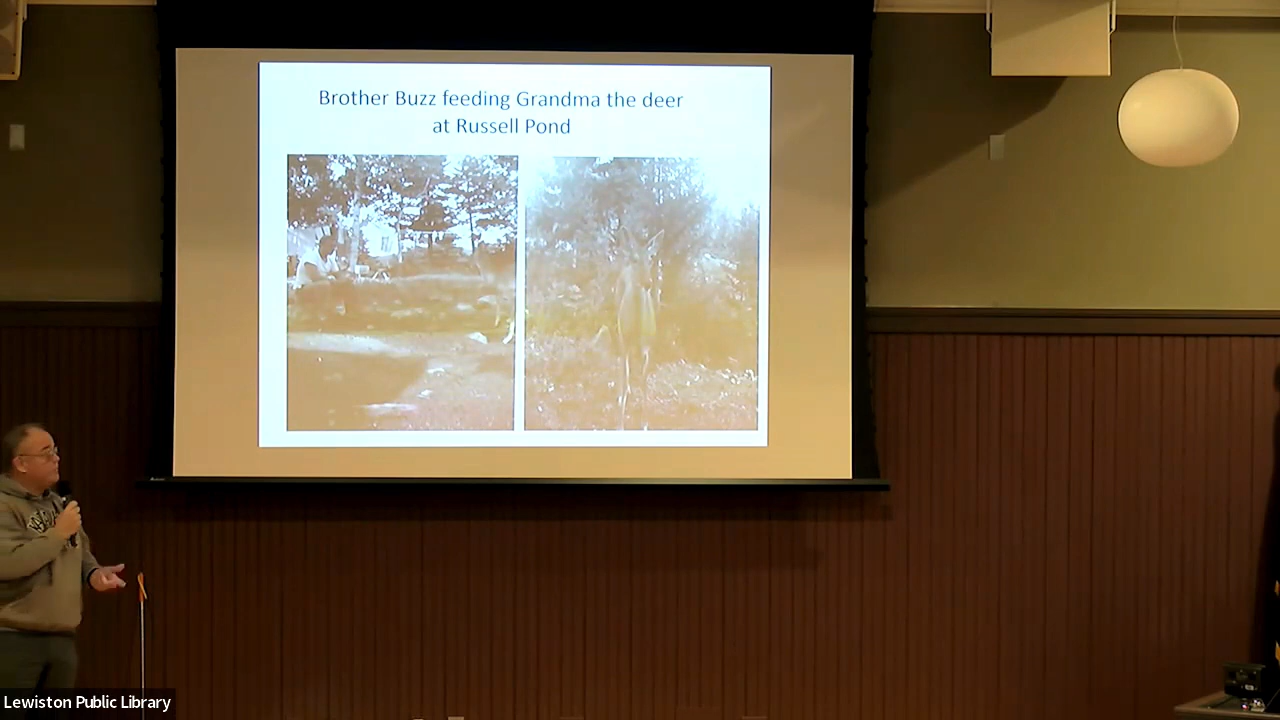 Brother Buzz feeding Grandma the deer
at Russell Pond
Lewiston Public Library